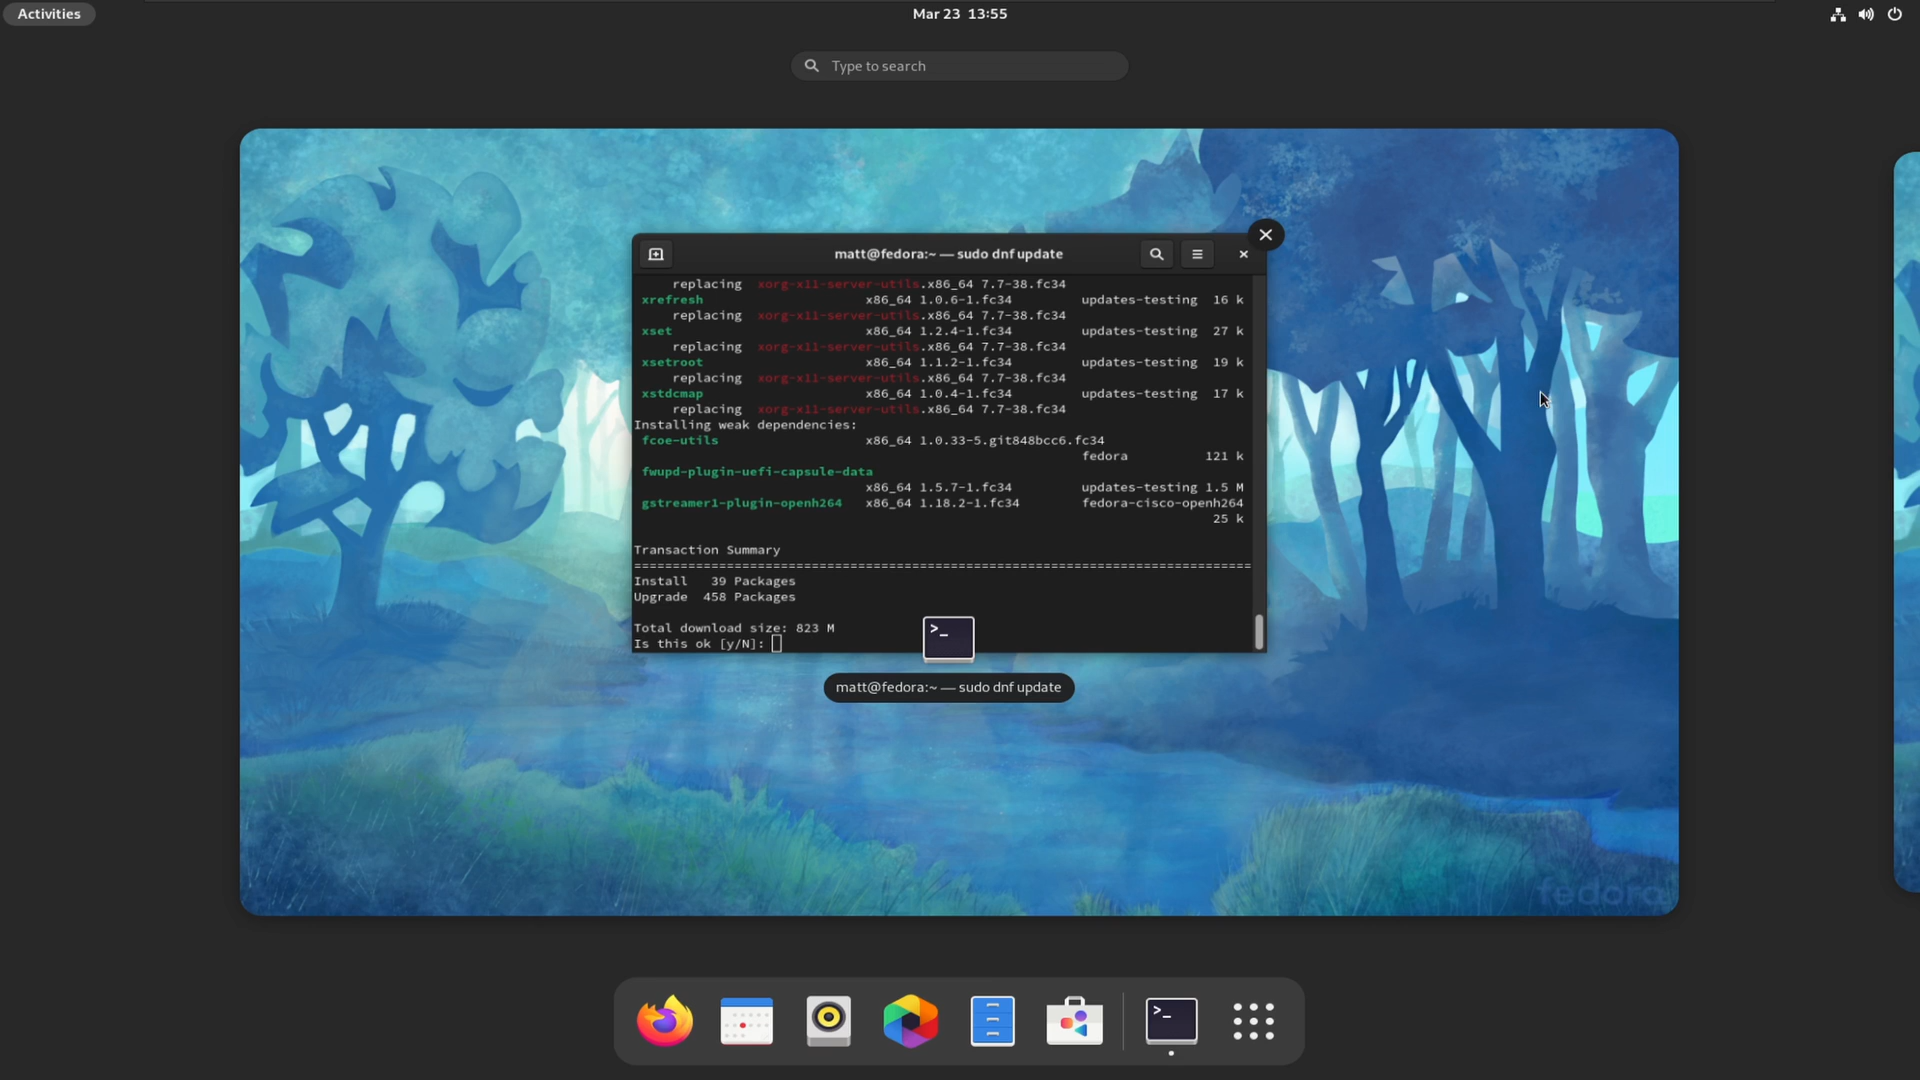 Activities
Mar 23 13:55
Type to search
matt@fedora:~ — sudo dnf update
replacing xorg-x11-server-utils.x86_64 7.7-38.fc34
xrefresh x86_64 1.0.6-1.fc34 updates-testing 16 k
replacing xorg-x11-server-utils.x86_64 7.7-38.fc34
xset x86_64 1.2.4-1.fc34 updates-testing 27 k
replacing xorg-x11-server-utils.x86_64 7.7-38.fc34
xsetroot x86_64 1.1.2-1.fc34 updates-testing 19 k
replacing xorg-x11-server-utils.x86_64 7.7-38.fc34
xstdcmap x86_64 1.0.4-1.fc34 updates-testing 17 k
replacing xorg-x11-server-utils.x86_64 7.7-38.fc34
Installing weak dependencies:
fcoe-utils x86_64 1.0.33-5.git848bcc6.fc34
fedora 121 k
fwupd-plugin-uefi-capsule-data
x86_64 1.5.7-1.fc34 updates-testing 1.5 M
gstreamer1-plugin-openh264 x86_64 1.18.2-1.fc34 fedora-cisco-openh264
25 k
Transaction Summary
================================================================================
Install 39 Packages
Upgrade 458 Packages
Total download size: 823 M
Is this ok [y/N]:
>_
matt@fedora:~ — sudo dnf update
fedora
>_